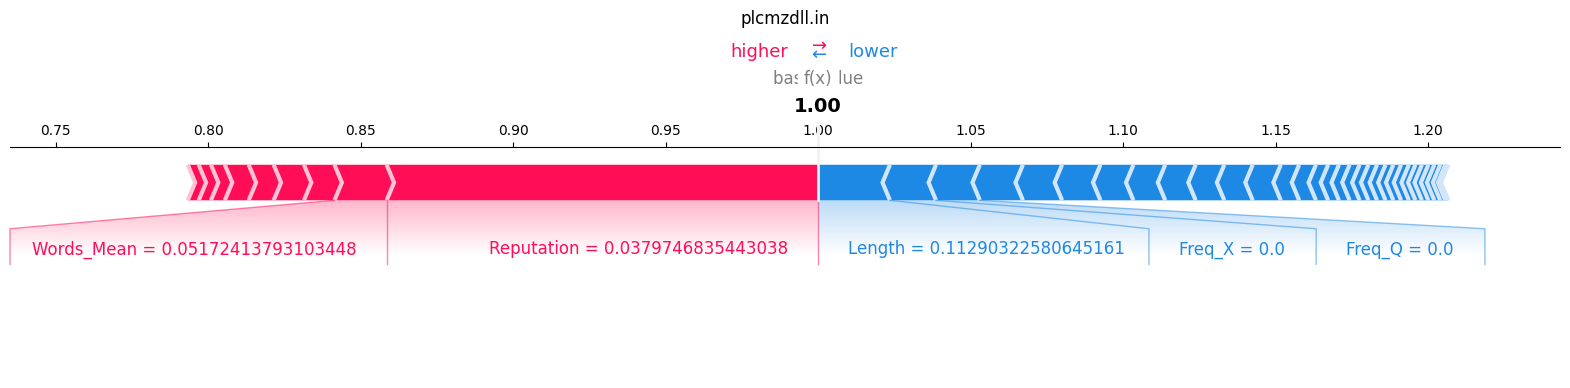 plcmzdll.in
higher → lower
←
bas f(x) lue
1.00
0.75 0.80 0.85 0.90 0.95 1.00 1.05 1.10 1.15 1.20
Words_Mean = 0.05172413793103448 Reputation = 0.0379746835443038 Length = 0.11290322580645161 Freq_X = 0.0 Freq_Q = 0.0